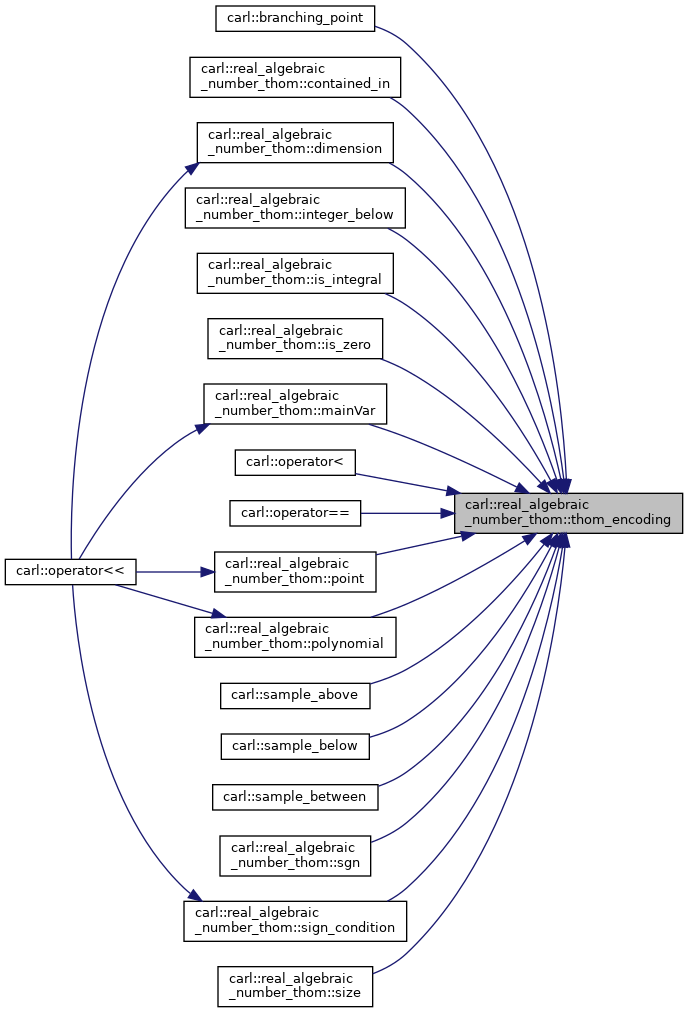 carl::branching_point
carl::real_algebraic
_number_thom::contained_in
carl::real_algebraic
_number_thom::dimension
carl::real_algebraic
_number_thom::integer_below
carl::real_algebraic
_number_thom::is_integral
carl::real_algebraic
_number_thom::is_zero
carl::real_algebraic
_number_thom::mainVar
carl::operator<
carl::real_algebraic
_number_thom::thom_encoding
carl::operator==
carl::operator<<
carl::real_algebraic
_number_thom::point
carl::real_algebraic
_number_thom::polynomial
carl::sample_above
carl::sample_below
carl::sample_between
carl::real_algebraic
_number_thom::sgn
carl::real_algebraic
_number_thom::sign_condition
carl::real_algebraic
_number_thom::size